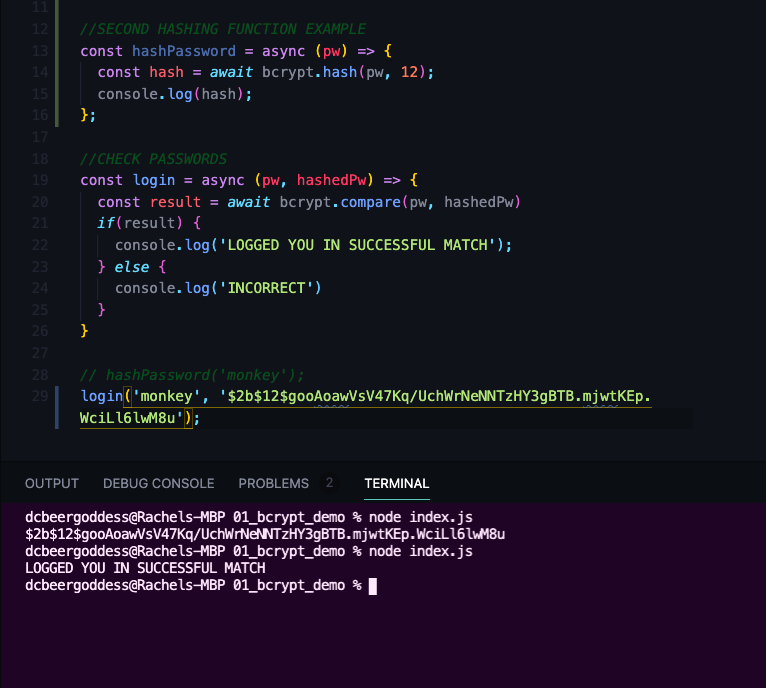 11
12 //SECOND HASHING FUNCTION EXAMPLE
13 const hashPassword = async (pw) => {
14 const hash = await bcrypt.hash(pw, 12);
15 console.log(hash);
16 };
17
18 //CHECK PASSWORDS
19 const login = async (pw, hashedPw) => {
20 const result = await bcrypt.compare(pw, hashedPw)
21 if(result) {
22 console.log('LOGGED YOU IN SUCCESSFUL MATCH');
23 } else {
24 console.log('INCORRECT')
25 }
26 }
27
28 // hashPassword('monkey');
29 login('monkey', '$2b$12$gooAoawVsV47Kq/UchWrNeNNTzHY3gBTB.mjwtKEp.
WciLl6lwM8u');
OUTPUT DEBUG CONSOLE PROBLEMS 2 TERMINAL
dcbeergoddess@Rachels-MBP 01_bcrypt_demo % node index.js
$2b$12$gooAoawVsV47Kq/UchWrNeNNTzHY3gBTB.mjwtKEp.WciLl6lwM8u
dcbeergoddess@Rachels-MBP 01_bcrypt_demo % node index.js
LOGGED YOU IN SUCCESSFUL MATCH
dcbeergoddess@Rachels-MBP 01_bcrypt_demo %